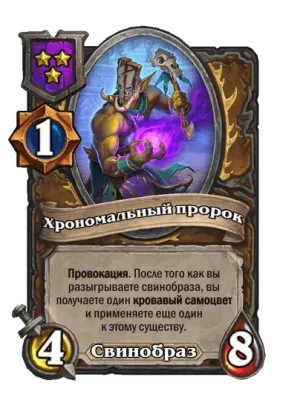 1
Хрономальный пророк
Провокация. После того как вы
разыгрываете свинобраза, вы
получаете один кровавый самоцвет
и применяете еще один
к этому существу.
4
Свинобраз
8